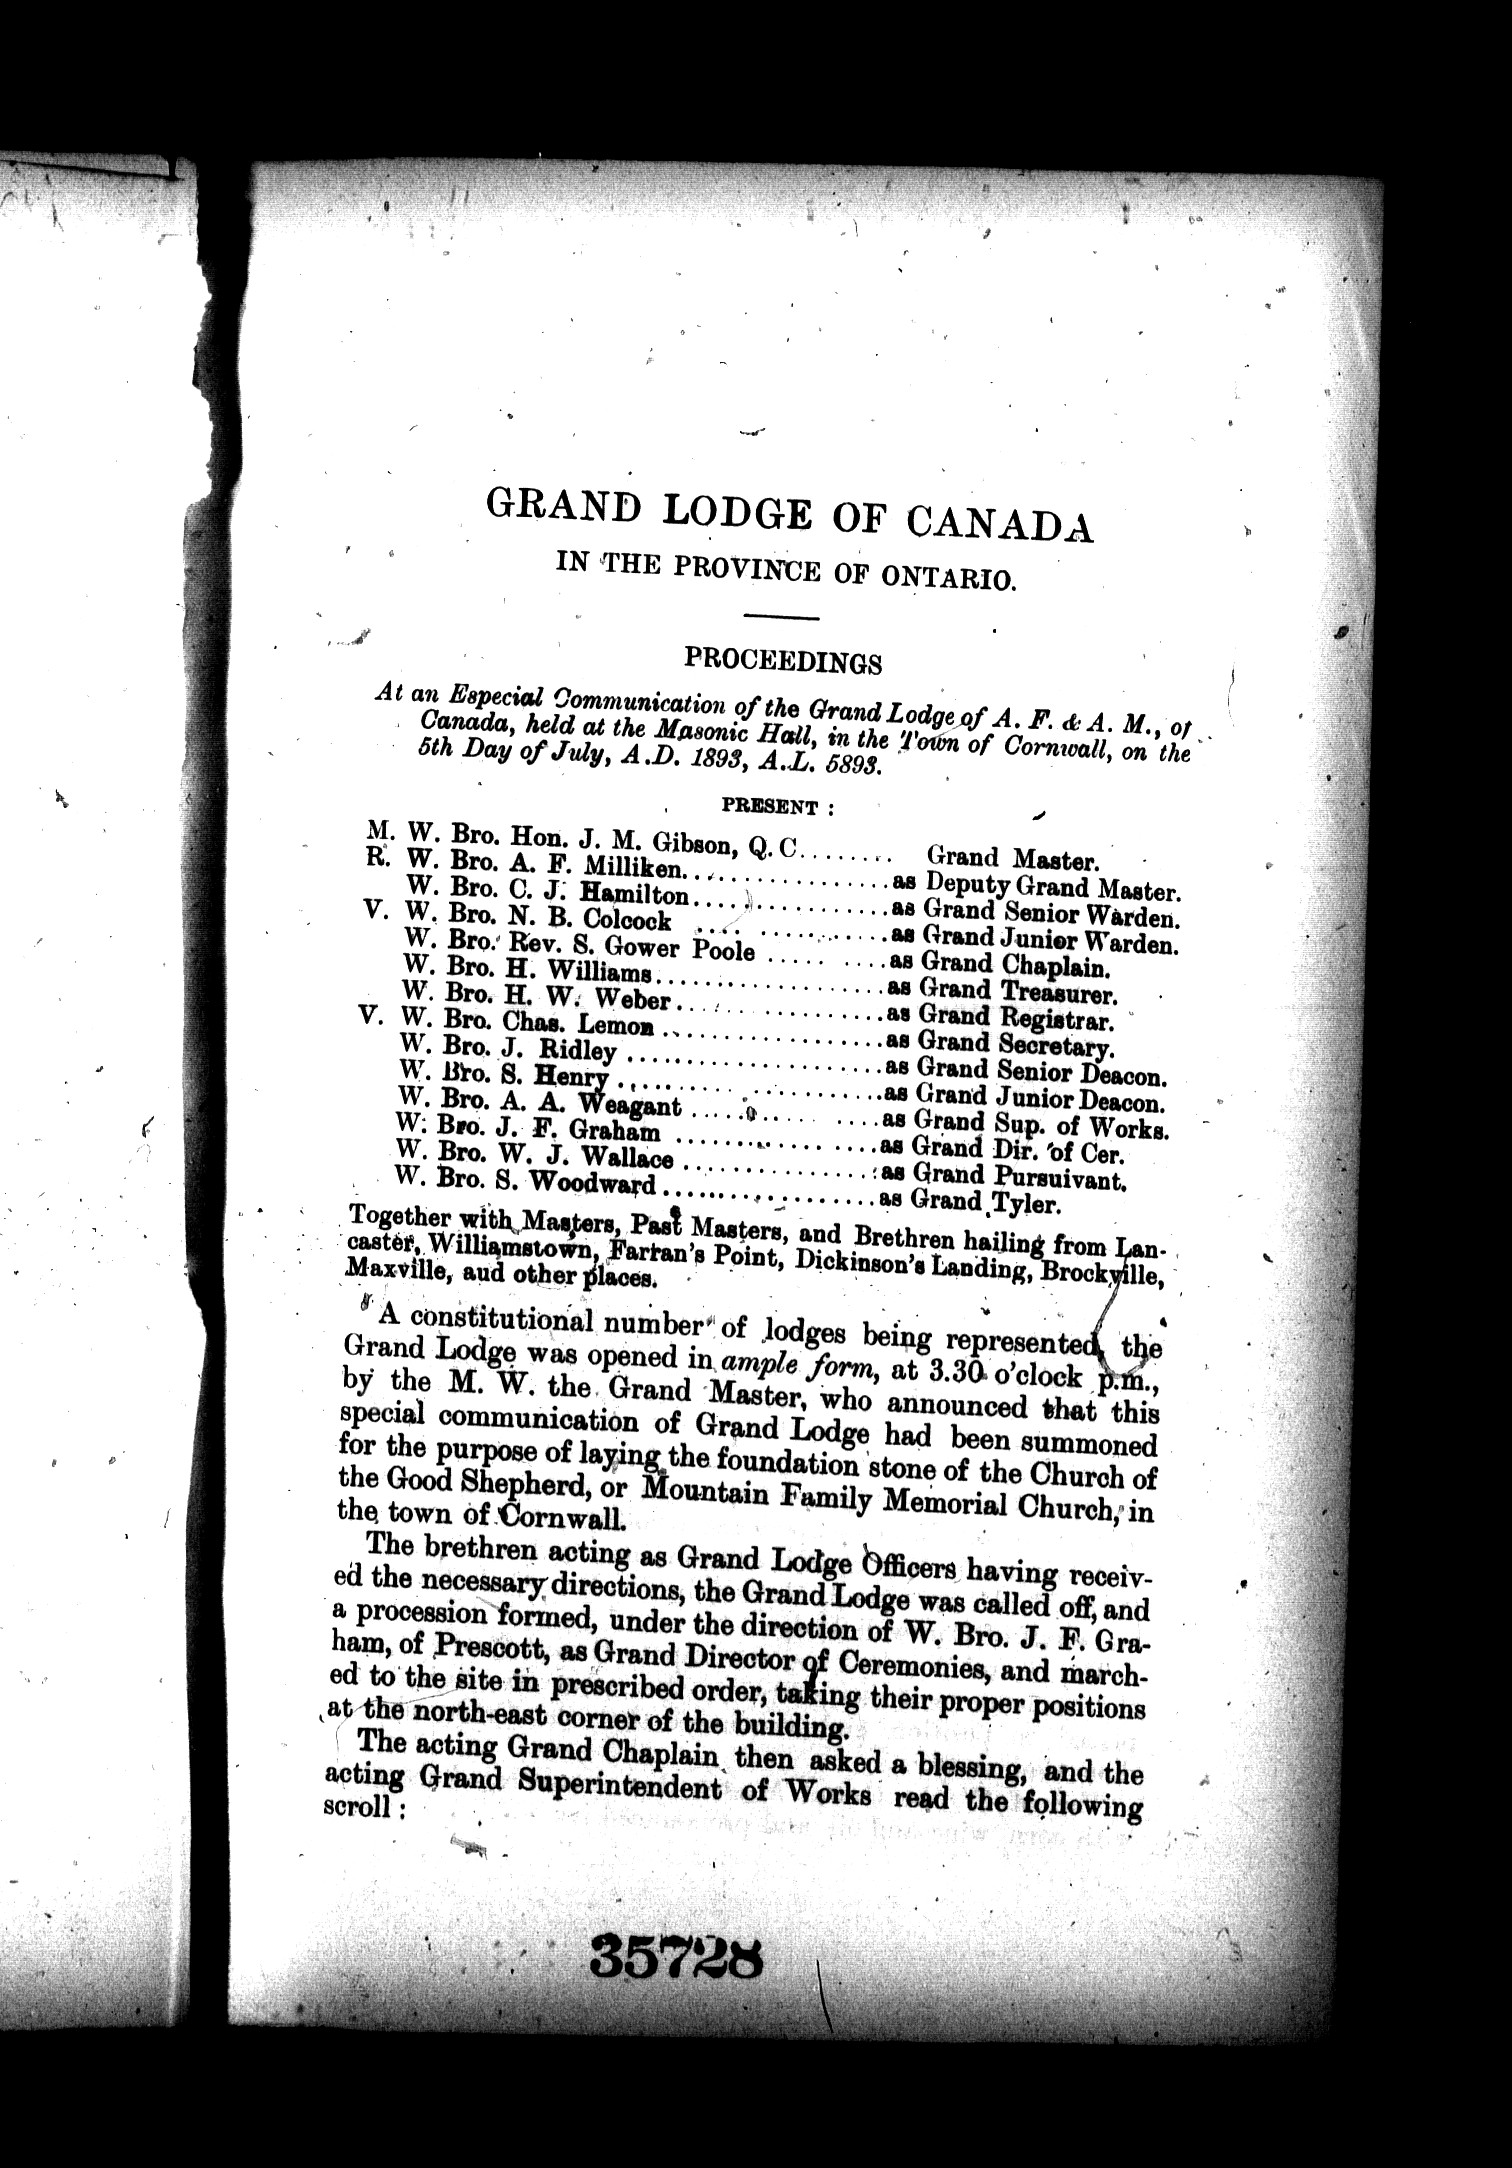 GRAND LODGE OF CANADA
IN THE PROVINCE OF ONTARIO.
PROCEEDINGS
At an Especial Communication of the Grand Lodge of A. F. & A. M., of
Canada, held at the Masonic Hall, in the Town of Cornwall, on the
5th Day of July, A.D. 1893, A.L. 5893.
PRESENT :
M. W. Bro. Hon. J. M. Gibson, Q. C........ Grand Master.
R. W. Bro. A. F. Milliken..................as Deputy Grand Master.
W. Bro. C. J. Hamilton.................as Grand Senior Warden.
V. W. Bro. N. B. Colcock .... ............as Grand Junior Warden.
W. Bro. Rev. S. Gower Poole ..... ....as Grand Chaplain.
W. Bro. H. Williams....................as Grand Treasurer.
W. Bro. H. W. Weber..................as Grand Registrar.
V. W. Bro. Chas. Lemon ...................as Grand Secretary.
W. Bro. J. Ridley ......................as Grand Senior Deacon.
W. Bro. S. Henry ......................as Grand Junior Deacon.
W. Bro. A. A. Weagant .......... ....as Grand Sup. of Works.
W. Bro. J. F. Graham .................as Grand Dir. of Cer.
W. Bro. W. J. Wallace ................as Grand Pursuivant.
W. Bro. S. Woodward..................as Grand Tyler.
Together with Masters, Past Masters, and Brethren hailing from Lan-
caster, Williamstown, Farran's Point, Dickinson's Landing, Brockville,
Maxville, aud other places.
A constitutional number of lodges being represented, the
Grand Lodge was opened in ample form, at 3.30 o'clock p.m.,
by the M. W. the Grand Master, who announced that this
special communication of Grand Lodge had been summoned
for the purpose of laying the foundation stone of the Church of
the Good Shepherd, or Mountain Family Memorial Church, in
the town of Cornwall.
The brethren acting as Grand Lodge Officers having receiv-
ed the necessary directions, the Grand Lodge was called off, and
a procession formed, under the direction of W. Bro. J. F. Gra-
ham, of Prescott, as Grand Director of Ceremonies, and march-
ed to the site in prescribed order, taking their proper positions
at the north-east corner of the building.
The acting Grand Chaplain then asked a blessing, and the
acting Grand Superintendent of Works read the following
scroll :
35728